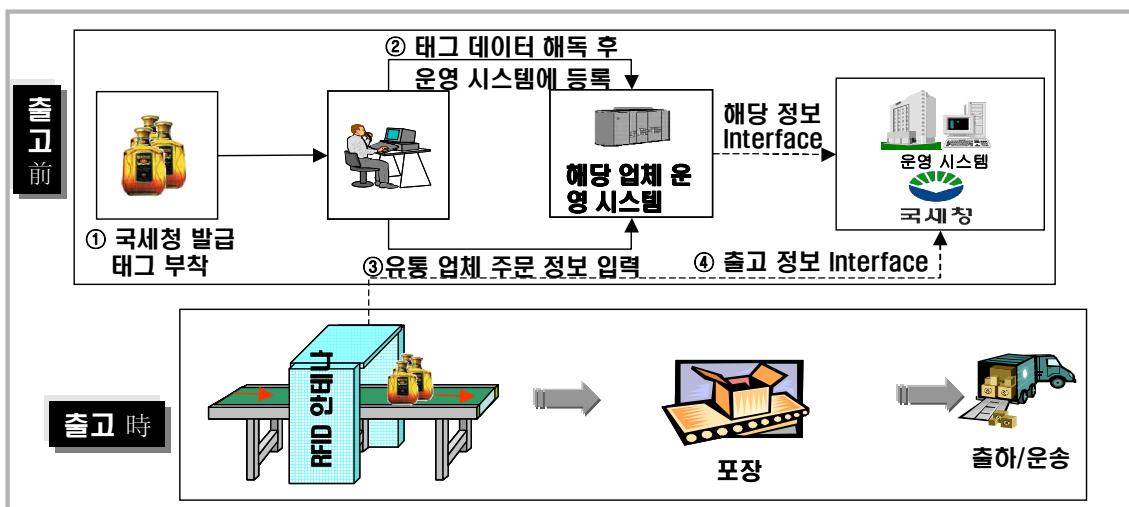 출고 前
② 태그 데이터 해독 후
운영 시스템에 등록
해당 정보
Interface
해당 업체 운
영 시스템
운영 시스템
국세청
① 국세청 발급
태그 부착
③유통 업체 주문 정보 입력
④ 출고 정보 Interface
출고 時
RFID 안테나
포장
출하/운송